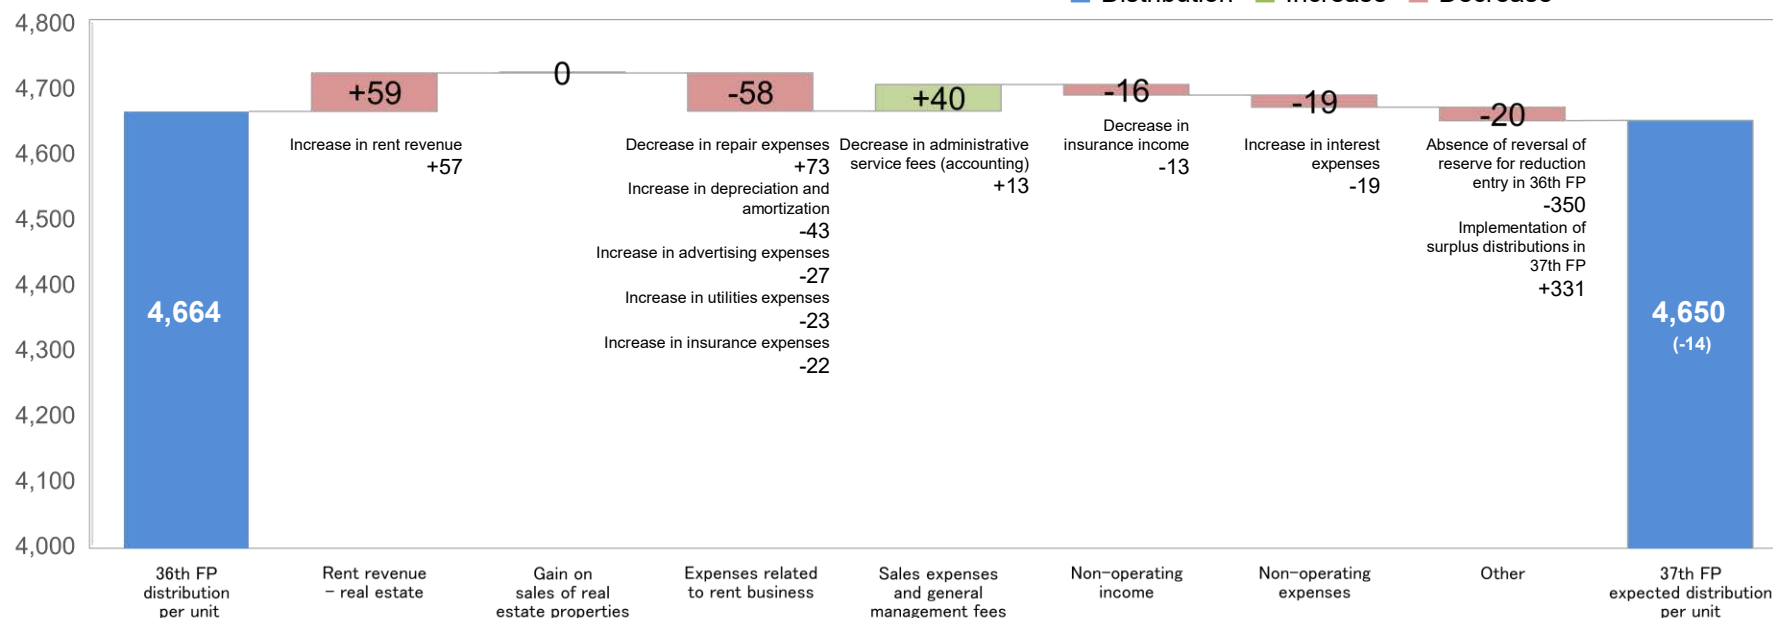 Distribution Increase Decrease
4,800
4,700
4,600
4,500
4,400
4,300
4,200
4,100
4,000
4,664
+59
Increase in rent revenue
+57
0
-58
Decrease in repair expenses
+73
Increase in depreciation and
amortization
-43
Increase in advertising expenses
-27
Increase in utilities expenses
-23
Increase in insurance expenses
-22
+40
Decrease in administrative
service fees (accounting)
+13
-16
Decrease in
insurance income
-13
-19
Increase in interest
expenses
-19
-20
Absence of reversal of
reserve for reduction
entry in 36th FP
-350
Implementation of
surplus distributions in
37th FP
+331
4,650
(-14)
36th FP
distribution
per unit
Rent revenue
- real estate
Gain on
sales of real
estate properties
Expenses related
to rent business
Sales expenses
and general
management fees
Non-operating
income
Non-operating
expenses
Other
37th FP
expected distribution
per unit